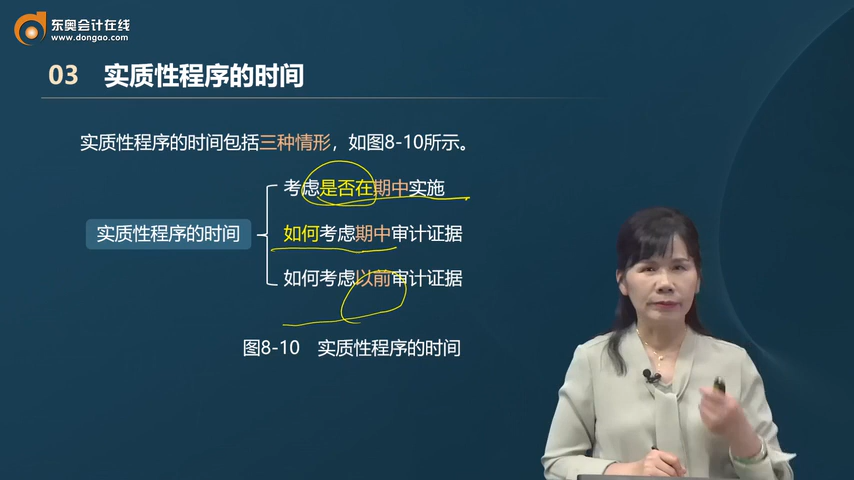 东奥会计在线
www.dongao.com
03 实质性程序的时间
实质性程序的时间包括三种情形，如图8-10所示。
考虑是否在期中实施
实质性程序的时间
如何考虑期中审计证据
如何考虑以前审计证据
图8-10 实质性程序的时间